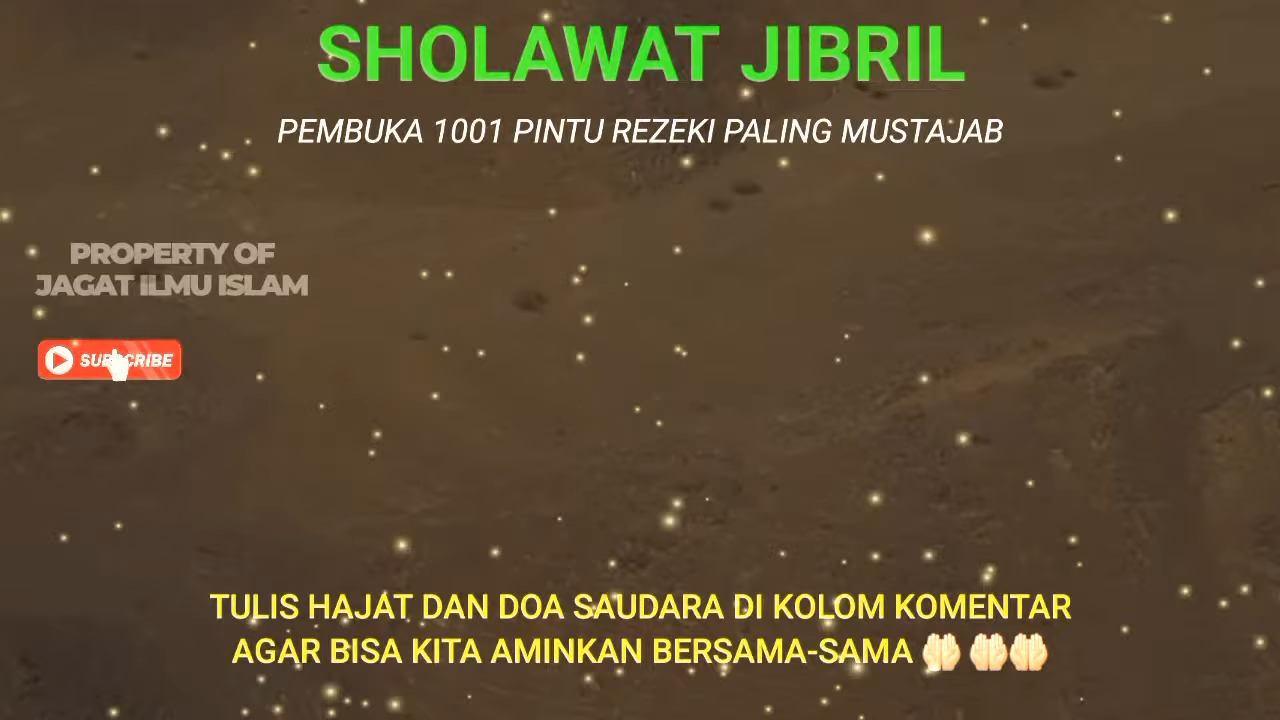 SHOLAWAT JIBRIL
PEMBUKA 1001 PINTU REZEKI PALING MUSTAJAB
PROPERTY OF
JAGAT ILMU ISLAM
SUBSCRIBE
TULIS HAJAT DAN DOA SAUDARA DI KOLOM KOMENTAR
AGAR BISA KITA AMINKAN BERSAMA-SAMA 🤲🏻🤲🏻🤲🏻